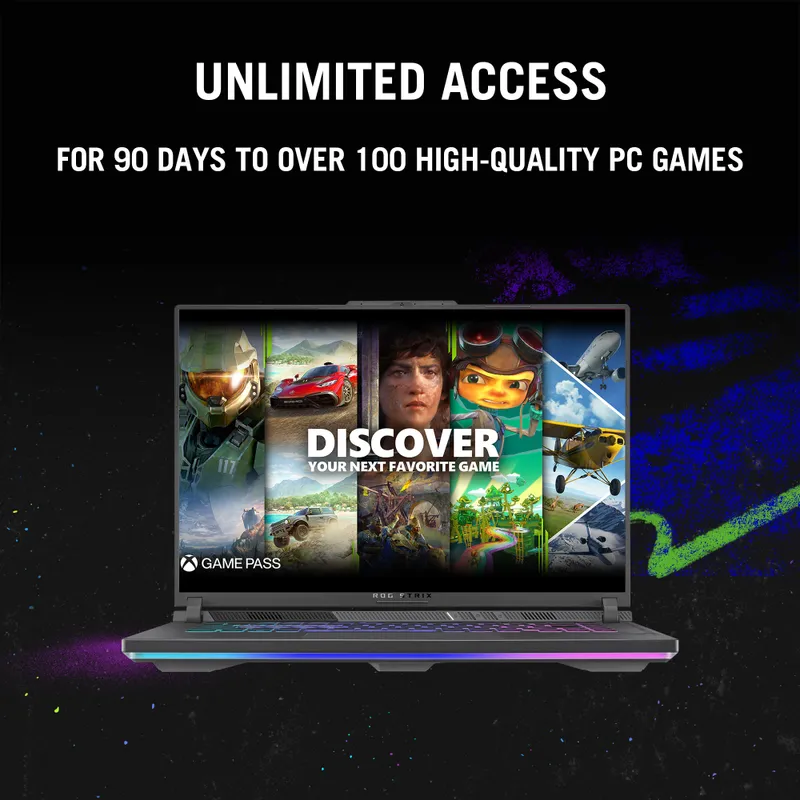 UNLIMITED ACCESS
FOR 90 DAYS TO OVER 100 HIGH-QUALITY PC GAMES
117
DISCOVER
YOUR NEXT FAVORITE GAME
GAME PASS
ROG STRIX